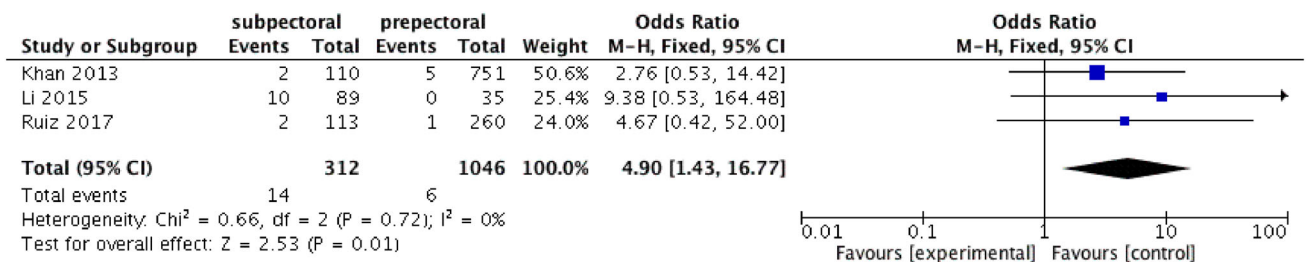 subpectoral prepectoral Odds Ratio Odds Ratio
Study or Subgroup Events Total Events Total Weight M-H, Fixed, 95% CI M-H, Fixed, 95% CI
Khan 2013 2 110 5 751 50.6% 2.76 [0.53, 14.42]
Li 2015 10 89 0 35 25.4% 9.38 [0.53, 164.48]
Ruiz 2017 2 113 1 260 24.0% 4.67 [0.42, 52.00]
Total (95% CI) 312 1046 100.0% 4.90 [1.43, 16.77]
Total events 14 6
Heterogeneity: Chi² = 0.66, df = 2 (P = 0.72); I² = 0%
Test for overall effect: Z = 2.53 (P = 0.01)
0.01 0.1 1 10 100
Favours [experimental] Favours [control]